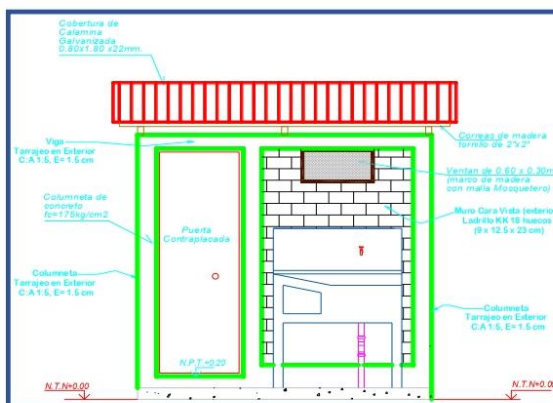 Cobertura de
Calamina
Galvanizada
0.80x1.80 x22mm.
Correas de madera
tornillo de 2"x2"
Viga
Tarrajeo en Exterior
C:A 1:5, E= 1.5 cm
Ventan de 0.60 x 0.30m
(marco de madera
con malla Mosquetero)
Columneta de
concreto
fc=175kg/cm2
Muro Cara Vista (exterior
Ladrillo KK 18 huecos
(9 x 12.5 x 23 cm)
Puerta
Contraplacada
Columneta
Tarrajeo en Exterior
C:A 1:5, E= 1.5 cm
Columneta
Tarrajeo en Exterior
C:A 1:5, E= 1.5 cm
N.P.T.+0.20
N.T.N+0.00
N.T.N+0.00